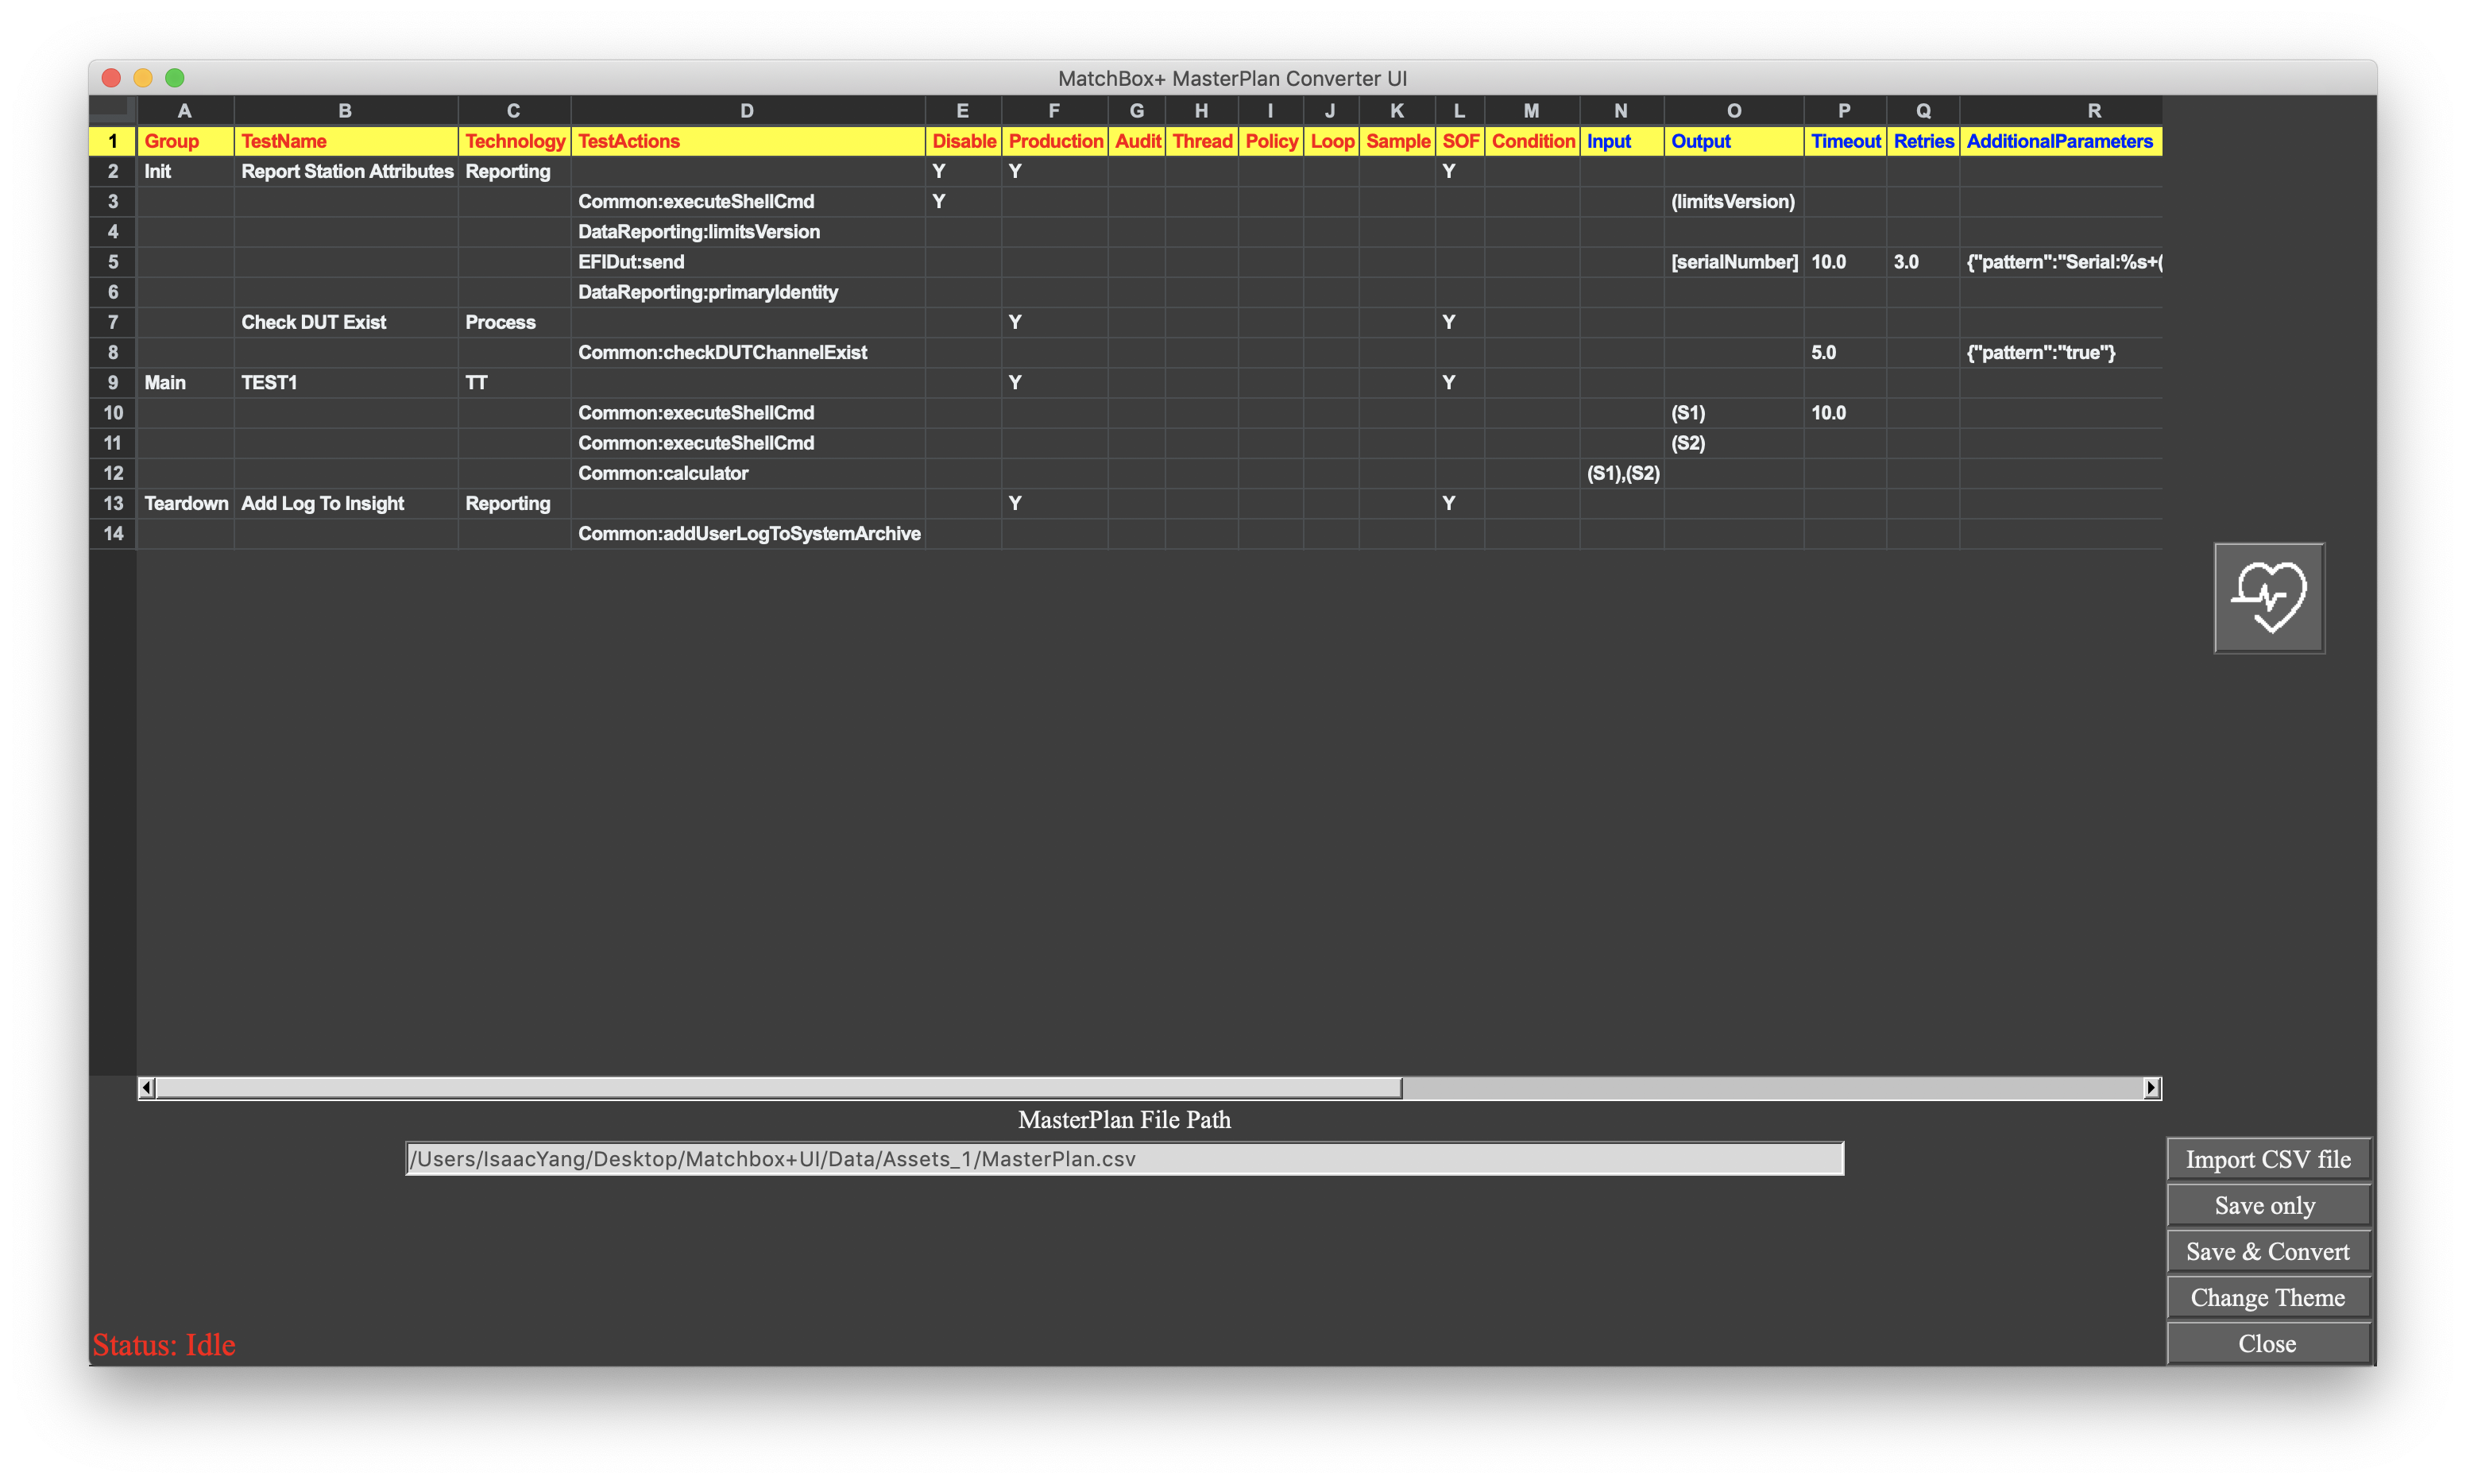 MatchBox+ MasterPlan Converter UI
A B C D E F G H I J K L M N O P Q R
1 Group TestName Technology TestActions Disable Production Audit Thread Policy Loop Sample SOF Condition Input Output Timeout Retries AdditionalParameters
2 Init Report Station Attributes Reporting Y Y Y
3 Common:executeShellCmd Y (limitsVersion)
4 DataReporting:limitsVersion
5 EFIDut:send [serialNumber] 10.0 3.0 {"pattern":"Serial:%s+(
6 DataReporting:primaryIdentity
7 Check DUT Exist Process Y Y
8 Common:checkDUTChannelExist 5.0 {"pattern":"true"}
9 Main TEST1 TT Y Y
10 Common:executeShellCmd (S1) 10.0
11 Common:executeShellCmd (S2)
12 Common:calculator (S1),(S2)
13 Teardown Add Log To Insight Reporting Y Y
14 Common:addUserLogToSystemArchive
MasterPlan File Path
/Users/IsaacYang/Desktop/Matchbox+UI/Data/Assets_1/MasterPlan.csv
Import CSV file
Save only
Save & Convert
Change Theme
Close
Status: Idle